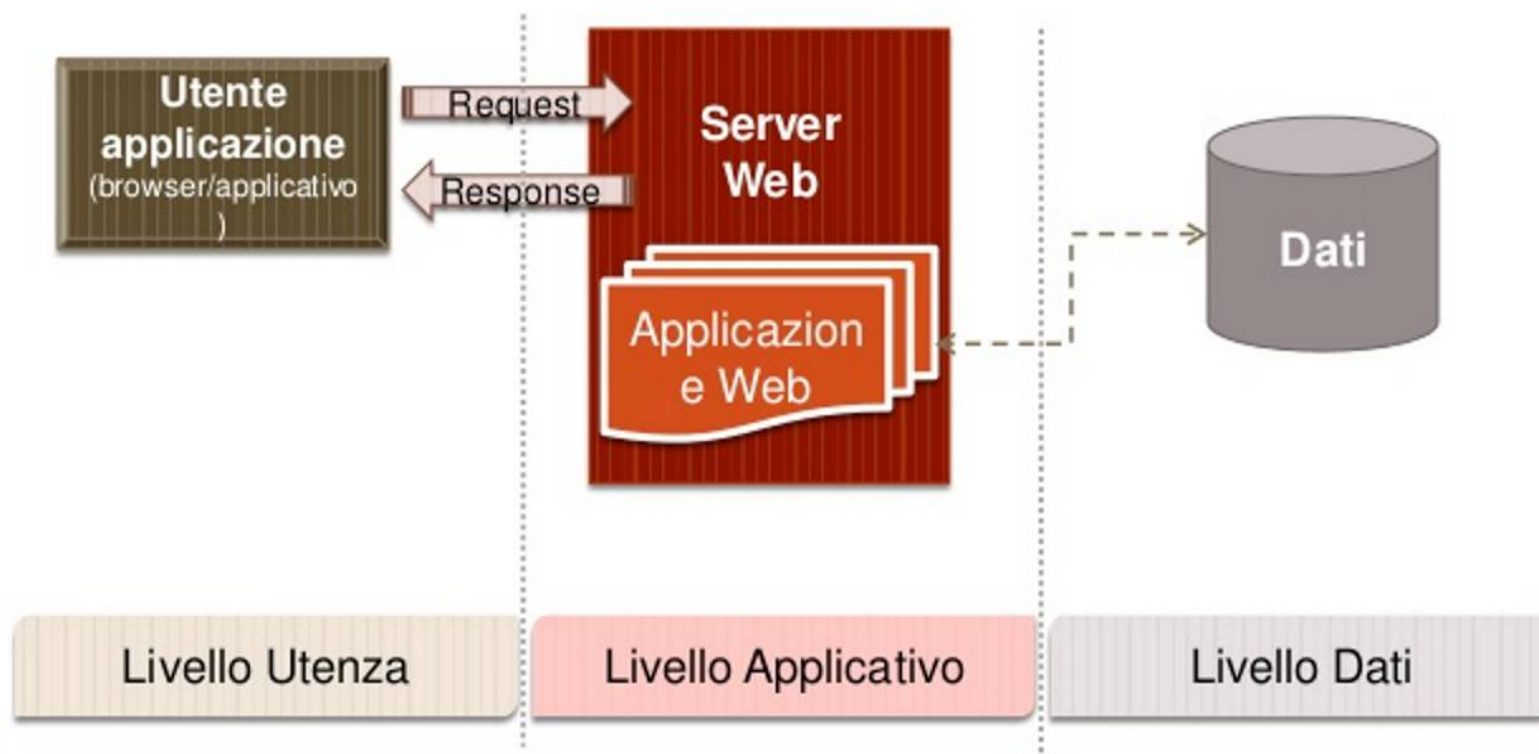 Utente
applicazione
(browser/applicativo
)
Request
Response
Server
Web
Applicazion
e Web
Dati
Livello Utenza
Livello Applicativo
Livello Dati